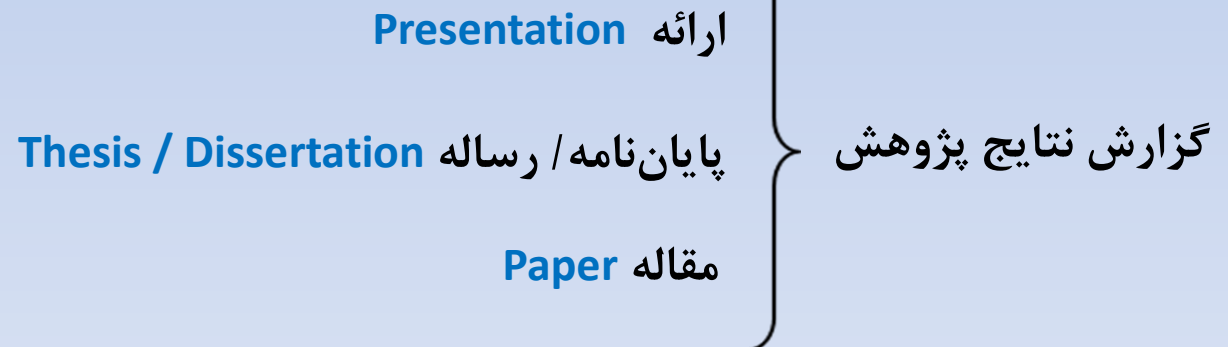 گزارش نتایج پژوهش
ارائه Presentation
پایان‌نامه/ رساله Thesis / Dissertation
مقاله Paper